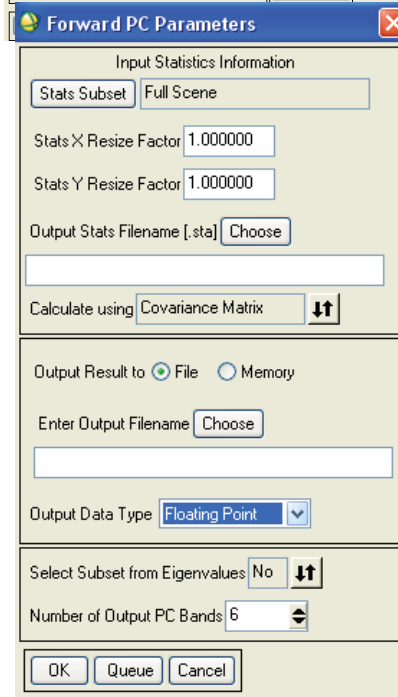 Forward PC Parameters
Input Statistics Information
Stats Subset Full Scene
Stats X Resize Factor 1.000000
Stats Y Resize Factor 1.000000
Output Stats Filename [.sta] Choose
Calculate using Covariance Matrix
Output Result to File Memory
Enter Output Filename Choose
Output Data Type Floating Point
Select Subset from Eigenvalues No
Number of Output PC Bands 6
OK Queue Cancel